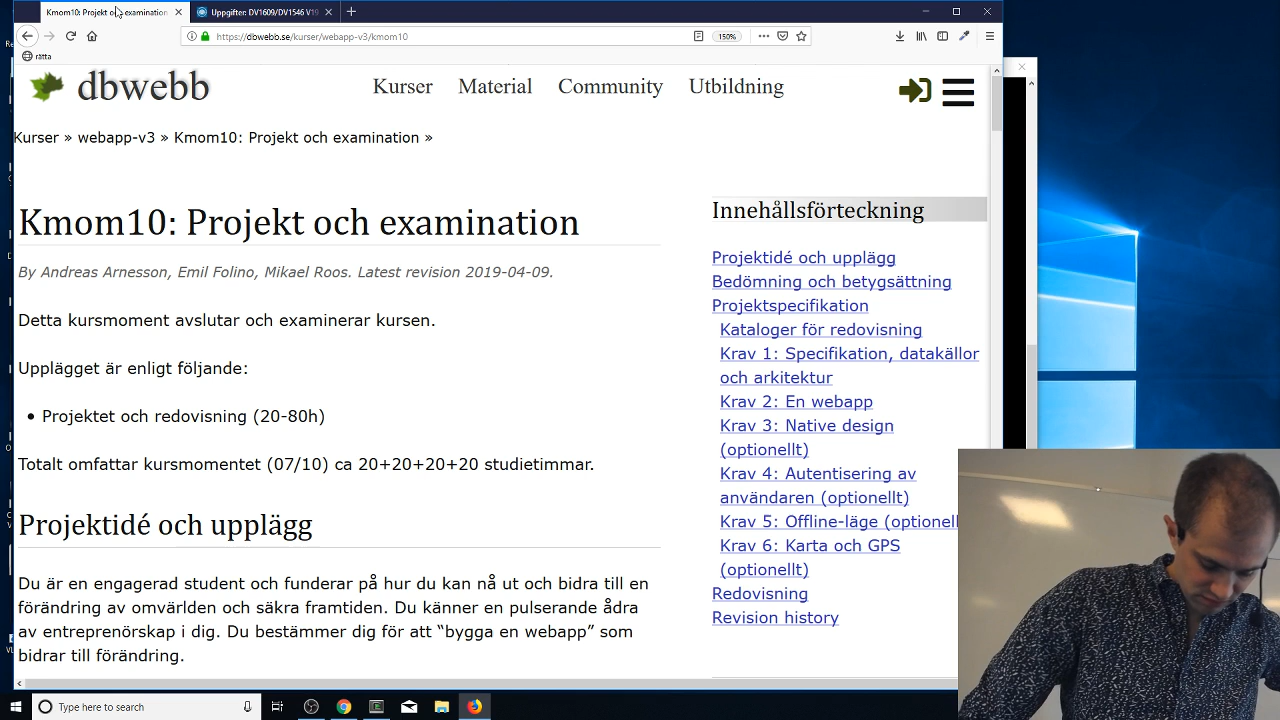 Kmom10: Projekt och examination
Uppgifter: DV1609/DV1546 V19
https://dbwebb.se/kurser/webapp-v3/kmom10
150%
rätta
dbwebb
Kurser Material Community Utbildning
Kurser » webapp-v3 » Kmom10: Projekt och examination »
Kmom10: Projekt och examination
By Andreas Arnesson, Emil Folino, Mikael Roos. Latest revision 2019-04-09.
Detta kursmoment avslutar och examinerar kursen.
Upplägget är enligt följande:
• Projektet och redovisning (20-80h)
Totalt omfattar kursmomentet (07/10) ca 20+20+20+20 studietimmar.
Projektidé och upplägg
Du är en engagerad student och funderar på hur du kan nå ut och bidra till en
förändring av omvärlden och säkra framtiden. Du känner en pulserande ådra
av entreprenörskap i dig. Du bestämmer dig för att “bygga en webapp” som
bidrar till förändring.
Innehållsförteckning
Projektidé och upplägg
Bedömning och betygsättning
Projektspecifikation
Kataloger för redovisning
Krav 1: Specifikation, datakällor
och arkitektur
Krav 2: En webapp
Krav 3: Native design
(optionellt)
Krav 4: Autentisering av
användaren (optionellt)
Krav 5: Offline-läge (optionell
Krav 6: Karta och GPS
(optionellt)
Redovisning
Revision history
Type here to search